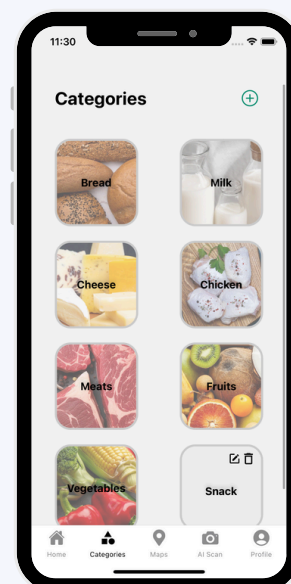 11:30
Categories
Bread
Milk
Cheese
Chicken
Meats
Fruits
Vegetables
Snack
Home
Categories
Maps
AI Scan
Profile